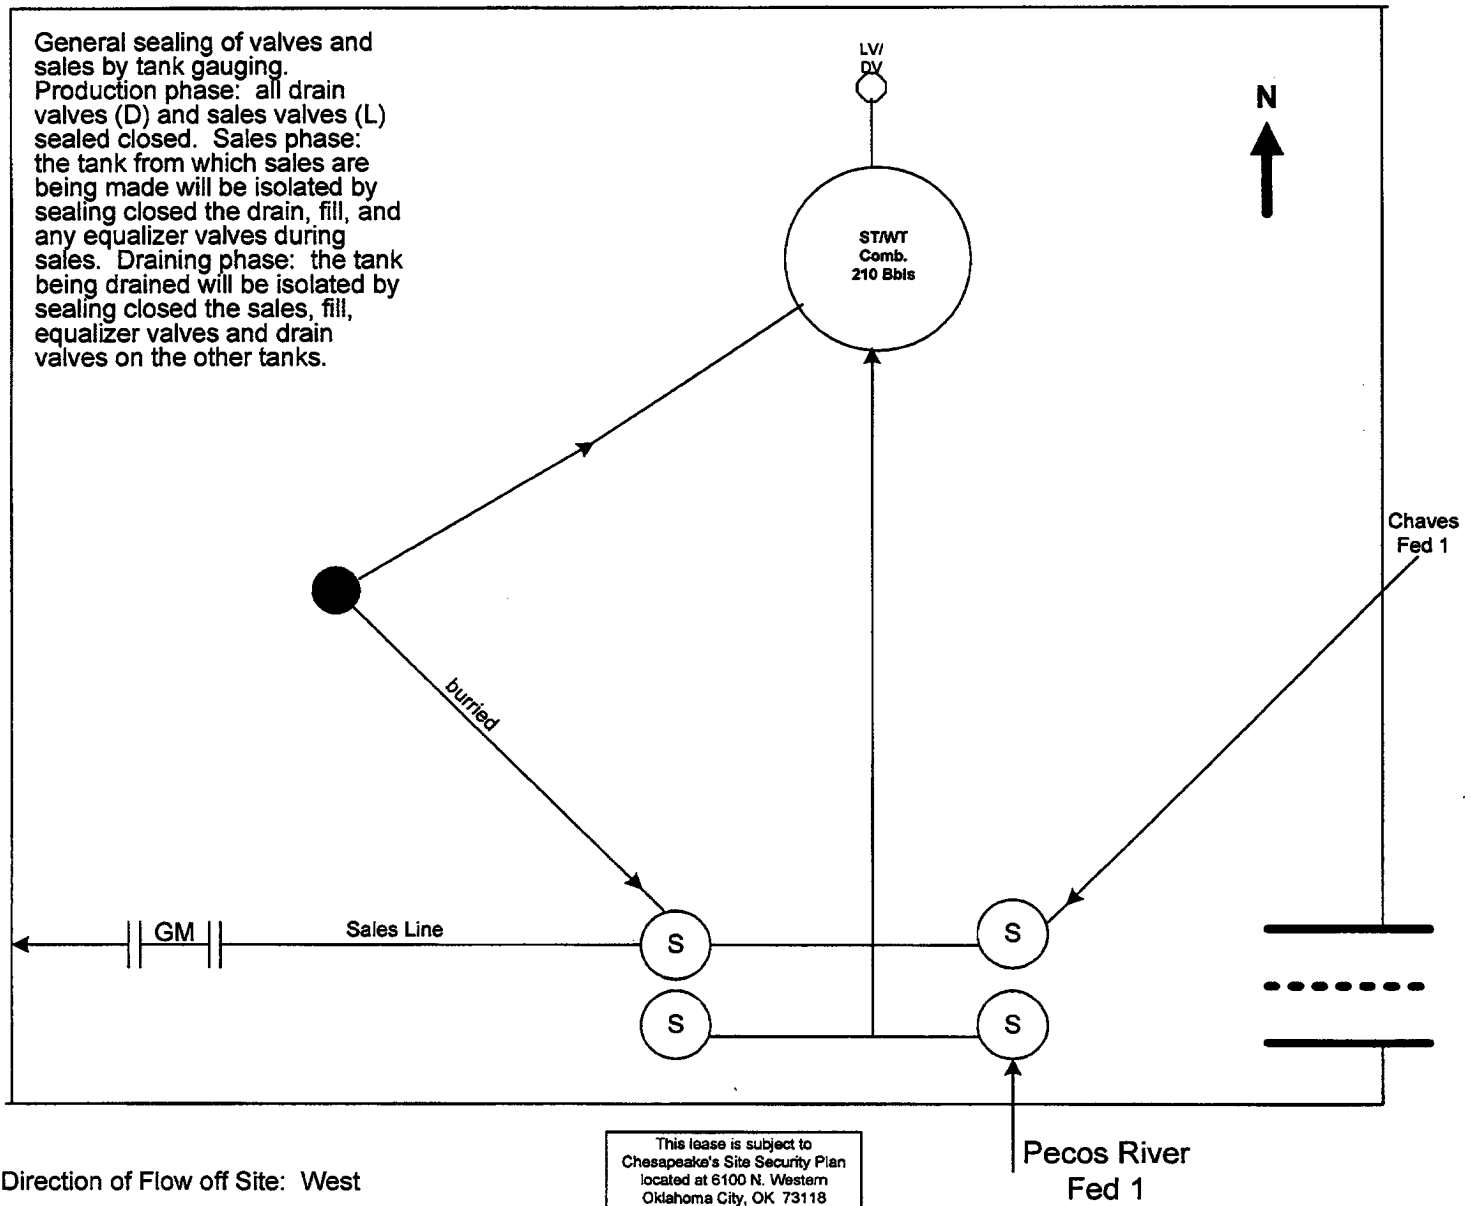 General sealing of valves and
sales by tank gauging.
Production phase: all drain
valves (D) and sales valves (L)
sealed closed. Sales phase:
the tank from which sales are
being made will be isolated by
sealing closed the drain, fill, and
any equalizer valves during
sales. Draining phase: the tank
being drained will be isolated by
sealing closed the sales, fill,
equalizer valves and drain
valves on the other tanks.
LV/
DV
N
ST/WT
Comb.
210 Bbls
Chaves
Fed 1
burried
GM
Sales Line
S
S
S
S
Direction of Flow off Site: West
This lease is subject to
Chesapeake's Site Security Plan
located at 6100 N. Western
Oklahoma City, OK 73118
Pecos River
Fed 1